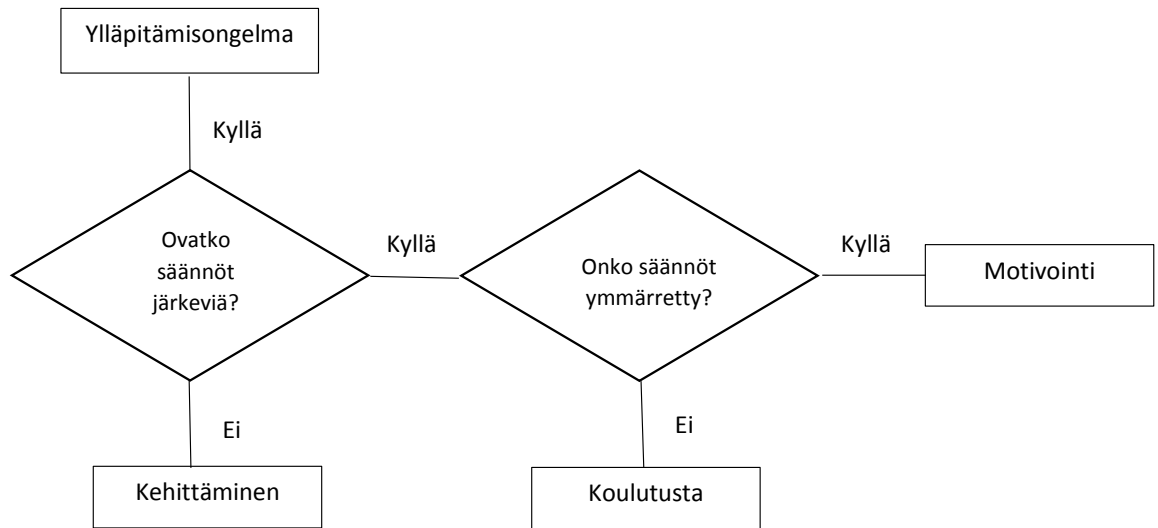 Ylläpitämisongelma
Kyllä
Ovatko
säännöt
järkeviä?
Kyllä
Onko säännöt
ymmärretty?
Kyllä
Motivointi
Ei
Ei
Kehittäminen
Koulutusta